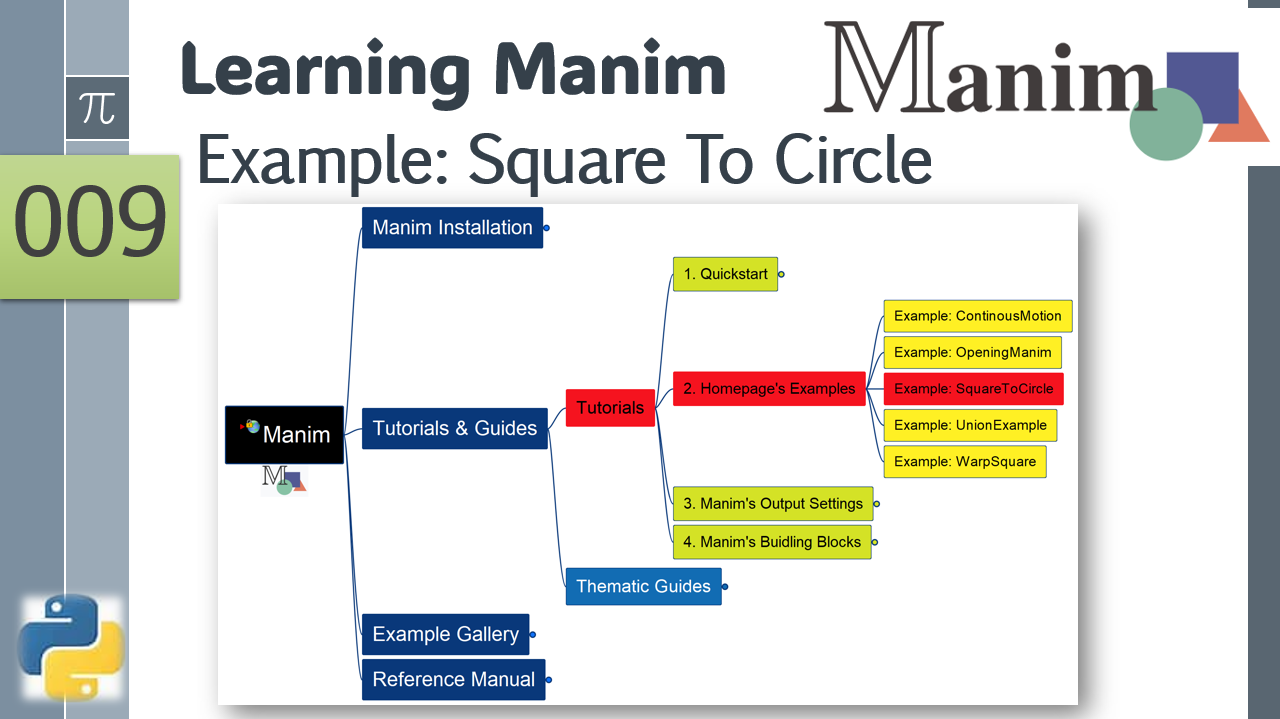 Learning Manim
Manim
π
Example: Square To Circle
009
Manim Installation
1. Quickstart
Example: ContinousMotion
Example: OpeningManim
2. Homepage's Examples
Example: SquareToCircle
Tutorials
Manim
Tutorials & Guides
Example: UnionExample
Example: WarpSquare
M
3. Manim's Output Settings
4. Manim's Buidling Blocks
Thematic Guides
Example Gallery
Reference Manual